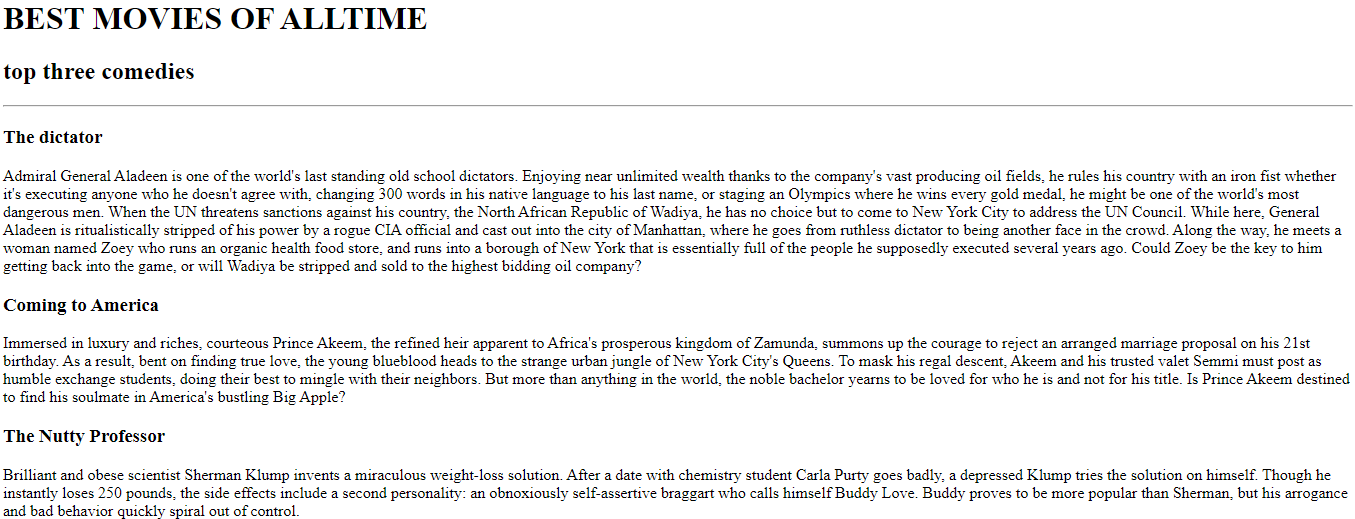 BEST MOVIES OF ALLTIME
top three comedies
The dictator
Admiral General Aladeen is one of the world's last standing old school dictators. Enjoying near unlimited wealth thanks to the company's vast producing oil fields, he rules his country with an iron fist whether
it's executing anyone who he doesn't agree with, changing 300 words in his native language to his last name, or staging an Olympics where he wins every gold medal, he might be one of the world's most
dangerous men. When the UN threatens sanctions against his country, the North African Republic of Wadiya, he has no choice but to come to New York City to address the UN Council. While here, General
Aladeen is ritualistically stripped of his power by a rogue CIA official and cast out into the city of Manhattan, where he goes from ruthless dictator to being another face in the crowd. Along the way, he meets a
woman named Zoey who runs an organic health food store, and runs into a borough of New York that is essentially full of the people he supposedly executed several years ago. Could Zoey be the key to him
getting back into the game, or will Wadiya be stripped and sold to the highest bidding oil company?
Coming to America
Immersed in luxury and riches, courteous Prince Akeem, the refined heir apparent to Africa's prosperous kingdom of Zamunda, summons up the courage to reject an arranged marriage proposal on his 21st
birthday. As a result, bent on finding true love, the young blueblood heads to the strange urban jungle of New York City's Queens. To mask his regal descent, Akeem and his trusted valet Semmi must post as
humble exchange students, doing their best to mingle with their neighbors. But more than anything in the world, the noble bachelor yearns to be loved for who he is and not for his title. Is Prince Akeem destined
to find his soulmate in America's bustling Big Apple?
The Nutty Professor
Brilliant and obese scientist Sherman Klump invents a miraculous weight-loss solution. After a date with chemistry student Carla Purty goes badly, a depressed Klump tries the solution on himself. Though he
instantly loses 250 pounds, the side effects include a second personality: an obnoxiously self-assertive braggart who calls himself Buddy Love. Buddy proves to be more popular than Sherman, but his arrogance
and bad behavior quickly spiral out of control.